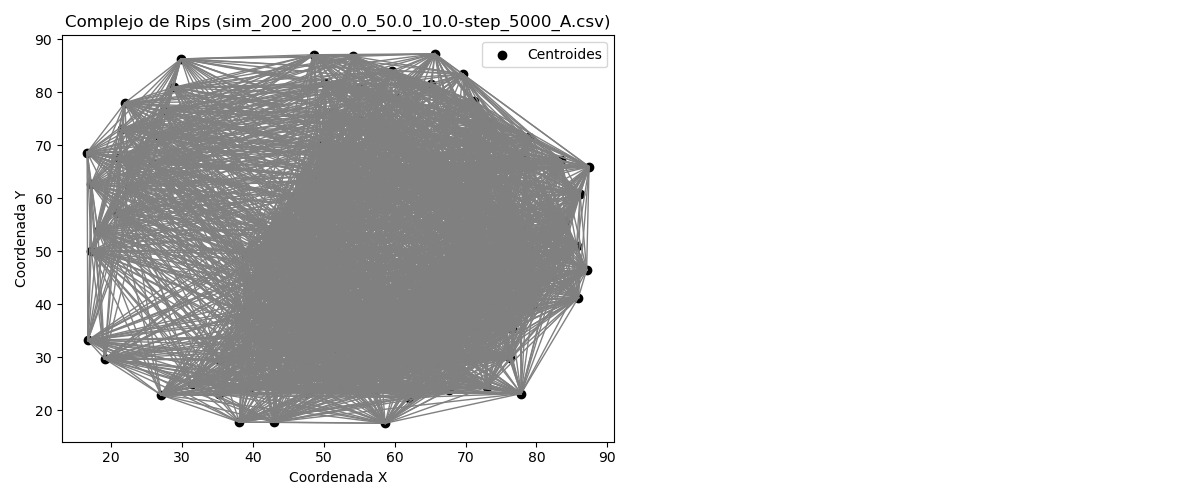 Complejo de Rips (sim_200_200_0.0_50.0_10.0-step_5000_A.csv)
Centroides
90
80
70
60
50
40
30
20
Coordenada Y
20 30 40 50 60 70 80 90
Coordenada X